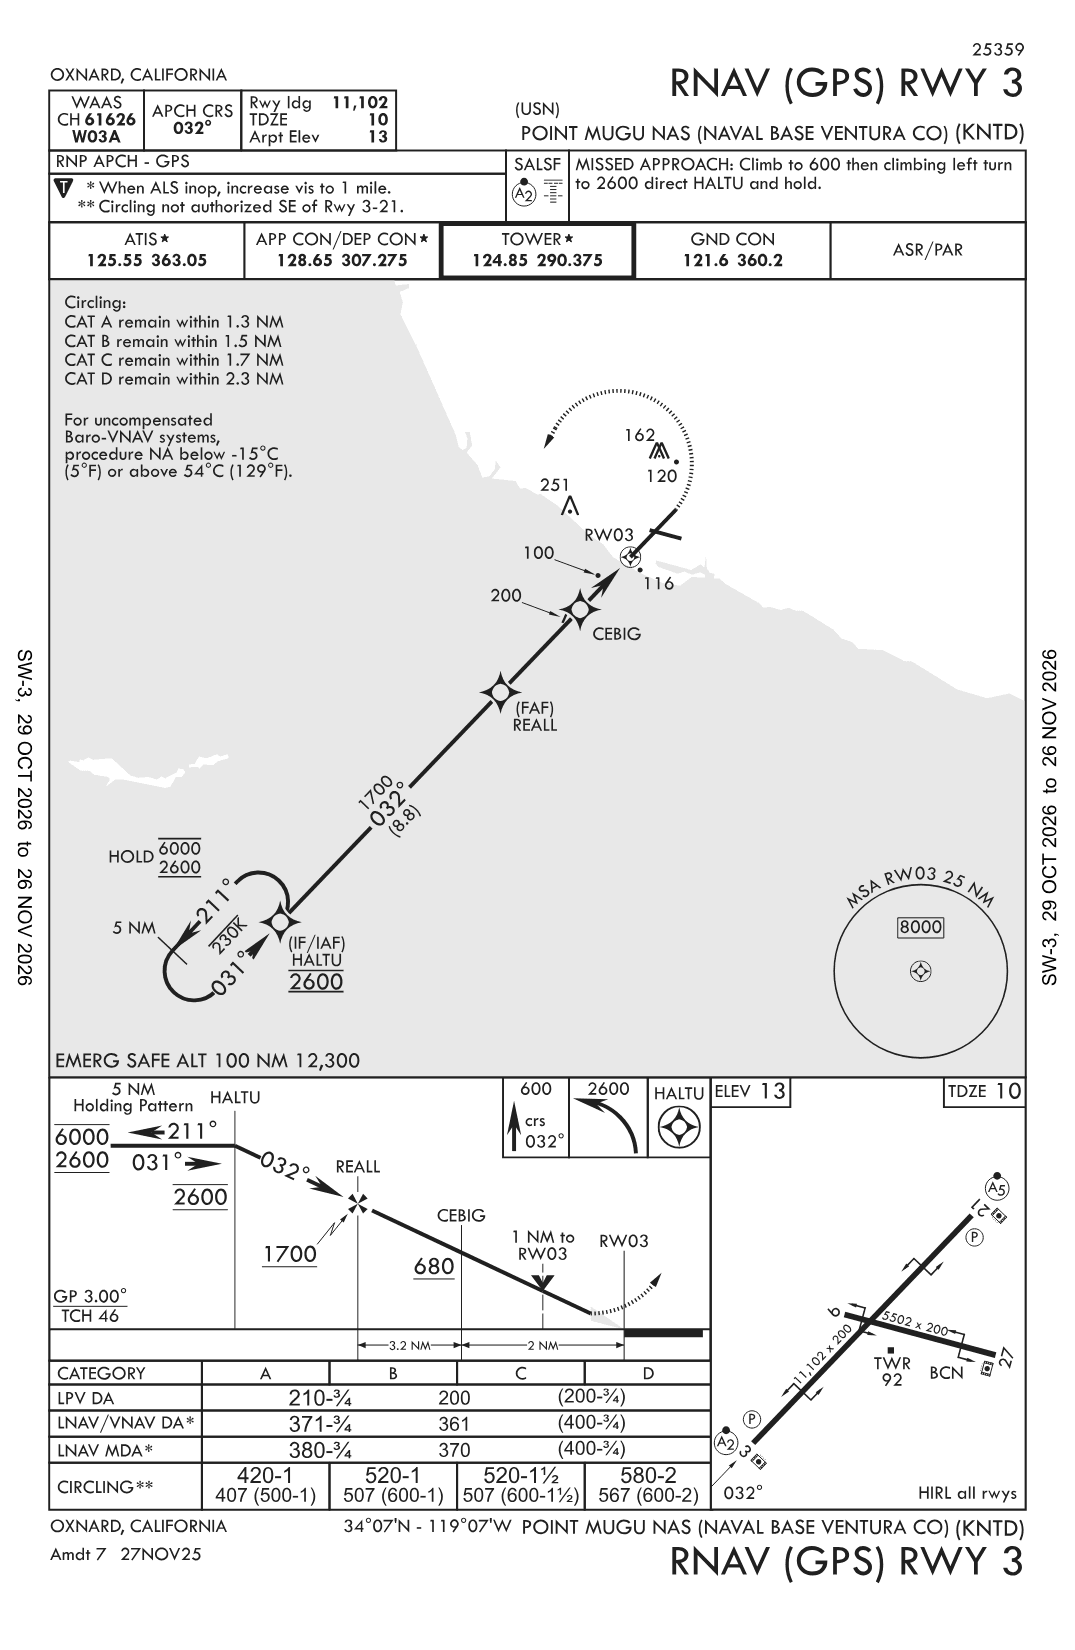 25359
OXNARD, CALIFORNIA
RNAV (GPS) RWY 3
(USN)
POINT MUGU NAS (NAVAL BASE VENTURA CO) (KNTD)
WAAS
CH 61626
W03A
APCH CRS
032°
Rwy ldg 11,102
TDZE 10
Arpt Elev 13
RNP APCH - GPS
T
* When ALS inop, increase vis to 1 mile.
** Circling not authorized SE of Rwy 3-21.
SALSF
A2
MISSED APPROACH: Climb to 600 then climbing left turn
to 2600 direct HALTU and hold.
ATIS★
125.55 363.05
APP CON/DEP CON★
128.65 307.275
TOWER★
124.85 290.375
GND CON
121.6 360.2
ASR/PAR
Circling:
CAT A remain within 1.3 NM
CAT B remain within 1.5 NM
CAT C remain within 1.7 NM
CAT D remain within 2.3 NM
For uncompensated
Baro-VNAV systems,
procedure NA below -15°C
(5°F) or above 54°C (129°F).
162
120
251
RW03
100
116
200
CEBIG
(FAF)
REALL
1700
032°
(8.8)
HOLD 6000
2600
211°
230K
5 NM
031°
(IF/IAF)
HALTU
2600
MSA RW03 25 NM
8000
EMERG SAFE ALT 100 NM 12,300
SW-3, 29 OCT 2026 to 26 NOV 2026
SW-3, 29 OCT 2026 to 26 NOV 2026
5 NM
Holding Pattern
HALTU
6000
2600
211°
031°
2600
032°
REALL
1700
CEBIG
680
1 NM to
RW03
RW03
GP 3.00°
TCH 46
3.2 NM
2 NM
600
crs
032°
2600
HALTU
ELEV 13
TDZE 10
A5
21
P
9
5502 x 200
11,102 x 200
TWR
92
BCN
27
P
A2
3
032°
HIRL all rwys
CATEGORY A B C D
LPV DA 210-¾ 200 (200-¾)
LNAV/VNAV DA* 371-¾ 361 (400-¾)
LNAV MDA* 380-¾ 370 (400-¾)
CIRCLING**
420-1
407 (500-1)
520-1
507 (600-1)
520-1½
507 (600-1½)
580-2
567 (600-2)
OXNARD, CALIFORNIA
34°07'N - 119°07'W
POINT MUGU NAS (NAVAL BASE VENTURA CO) (KNTD)
Amdt 7 27NOV25
RNAV (GPS) RWY 3